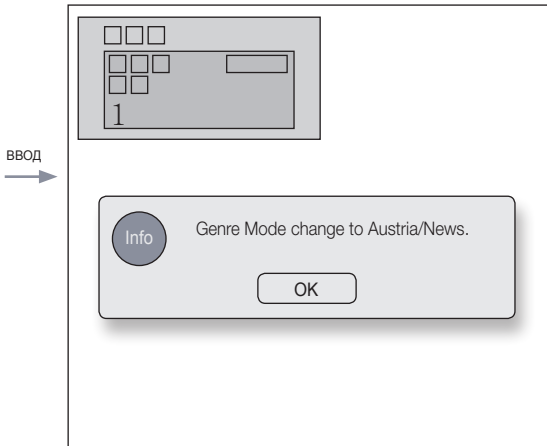 1
ВВОД
Info
Genre Mode change to Austria/News.
OK